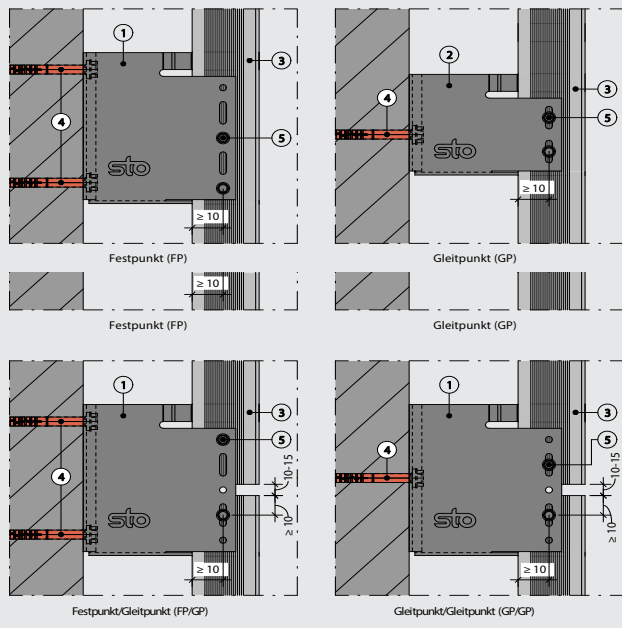 1
3
4
5
sto
≥ 10
Festpunkt (FP)
2
3
4
5
sto
≥ 10
Gleitpunkt (GP)
≥ 10
Festpunkt (FP)
Gleitpunkt (GP)
1
3
5
4
10-15
≥ 10
sto
≥ 10
Festpunkt/Gleitpunkt (FP/GP)
1
3
5
4
10-15
≥ 10
sto
≥ 10
Gleitpunkt/Gleitpunkt (GP/GP)